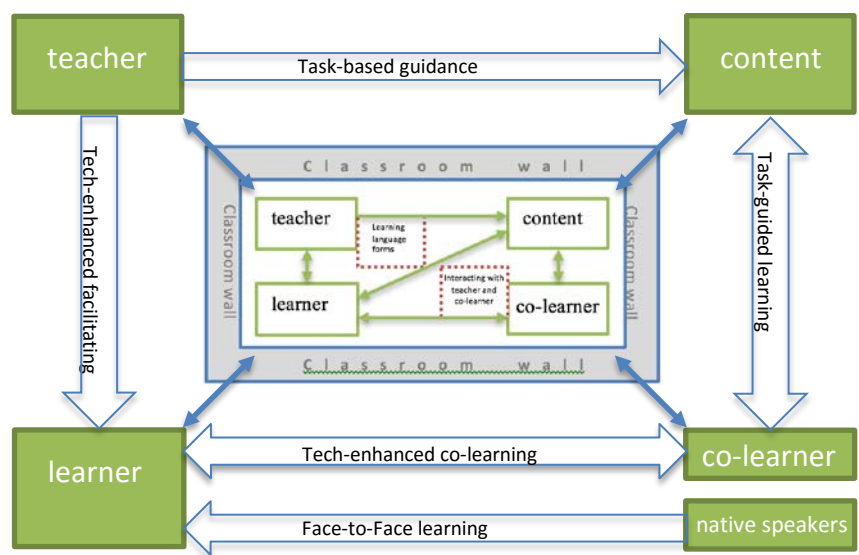 teacher
content
Task-based guidance
Tech-enhanced facilitating
Task-guided learning
Classroom wall
Classroom wall
Classroom wall
teacher
content
Learning
language
forms
Interacting with
teacher and
co-learner
learner
co-learner
Classroom wall
learner
Tech-enhanced co-learning
co-learner
Face-to-Face learning
native speakers